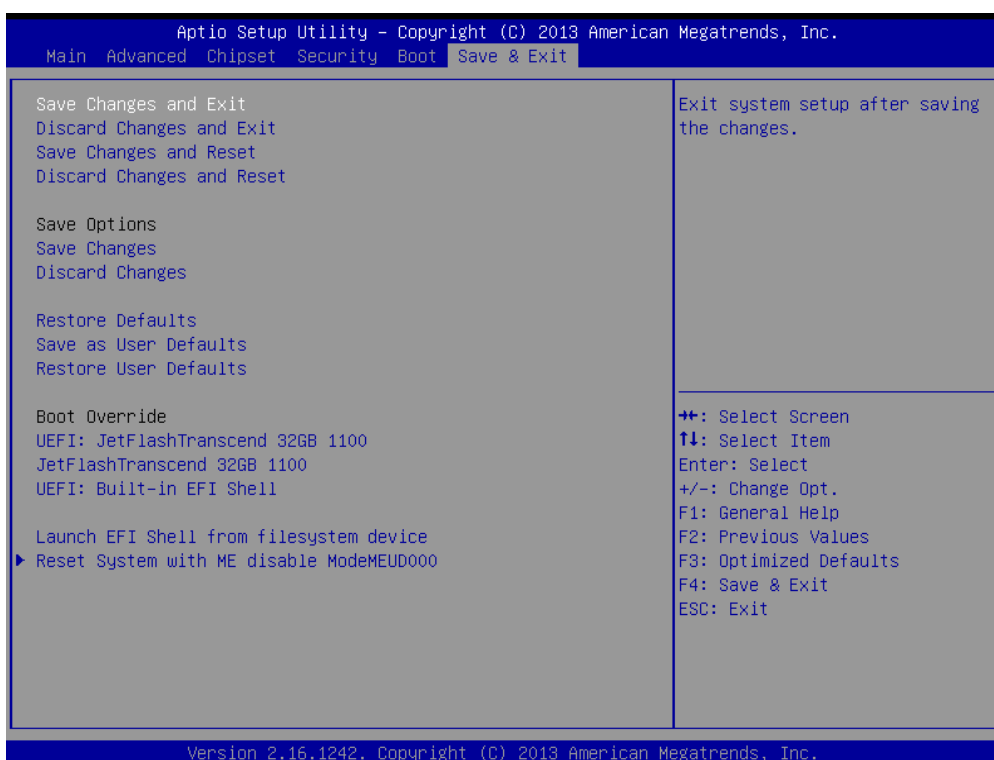 Aptio Setup Utility – Copyright (C) 2013 American Megatrends, Inc.
Main Advanced Chipset Security Boot Save & Exit
Save Changes and Exit
Discard Changes and Exit
Save Changes and Reset
Discard Changes and Reset
Save Options
Save Changes
Discard Changes
Restore Defaults
Save as User Defaults
Restore User Defaults
Boot Override
UEFI: JetFlashTranscend 32GB 1100
JetFlashTranscend 32GB 1100
UEFI: Built-in EFI Shell
Launch EFI Shell from filesystem device
Reset System with ME disable ModeMEUD000
Exit system setup after saving
the changes.
→←: Select Screen
↑↓: Select Item
Enter: Select
+/-: Change Opt.
F1: General Help
F2: Previous Values
F3: Optimized Defaults
F4: Save & Exit
ESC: Exit
Version 2.16.1242. Copyright (C) 2013 American Megatrends, Inc.